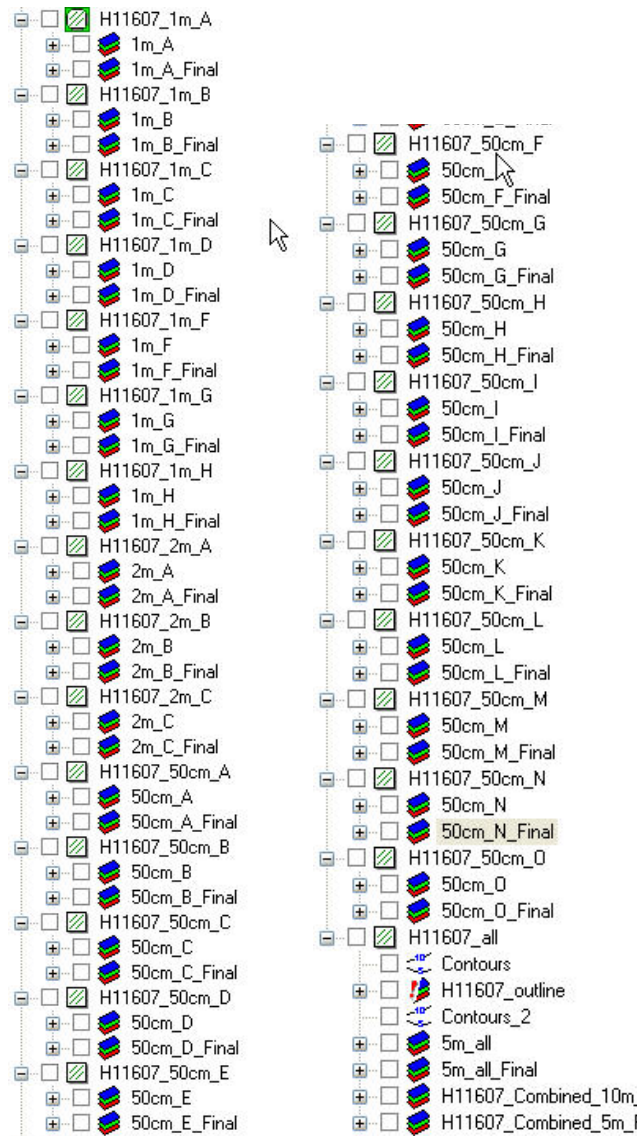 H11607_1m_A
1m_A
1m_A_Final
H11607_1m_B
1m_B
1m_B_Final
H11607_1m_C
1m_C
1m_C_Final
H11607_1m_D
1m_D
1m_D_Final
H11607_1m_F
1m_F
1m_F_Final
H11607_1m_G
1m_G
1m_G_Final
H11607_1m_H
1m_H
1m_H_Final
H11607_2m_A
2m_A
2m_A_Final
H11607_2m_B
2m_B
2m_B_Final
H11607_2m_C
2m_C
2m_C_Final
H11607_50cm_A
50cm_A
50cm_A_Final
H11607_50cm_B
50cm_B
50cm_B_Final
H11607_50cm_C
50cm_C
50cm_C_Final
H11607_50cm_D
50cm_D
50cm_D_Final
H11607_50cm_E
50cm_E
50cm_E_Final
H11607_50cm_F
50cm_F_Final
H11607_50cm_G
50cm_G
50cm_G_Final
H11607_50cm_H
50cm_H
50cm_H_Final
H11607_50cm_I
50cm_I
50cm_I_Final
H11607_50cm_J
50cm_J
50cm_J_Final
H11607_50cm_K
50cm_K
50cm_K_Final
H11607_50cm_L
50cm_L
50cm_L_Final
H11607_50cm_M
50cm_M
50cm_M_Final
H11607_50cm_N
50cm_N
50cm_N_Final
H11607_50cm_O
50cm_O
50cm_O_Final
H11607_all
Contours
H11607_outline
Contours_2
5m_all
5m_all_Final
H11607_Combined_10m_
H11607_Combined_5m_